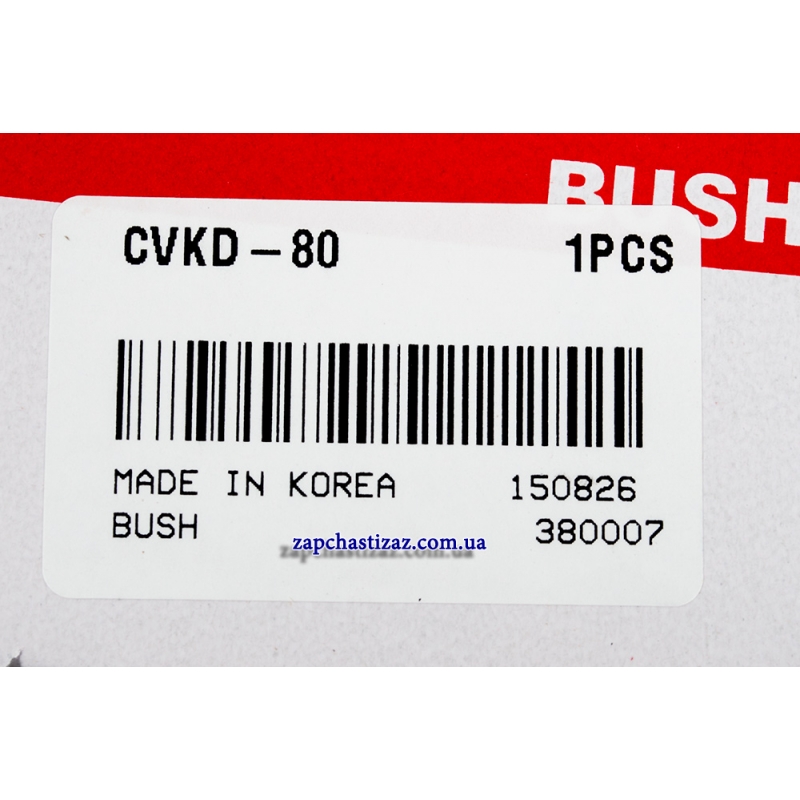 BUSH
CVKD-80 1PCS
MADE IN KOREA 150826
BUSH 380007
zapchastizaz.com.ua